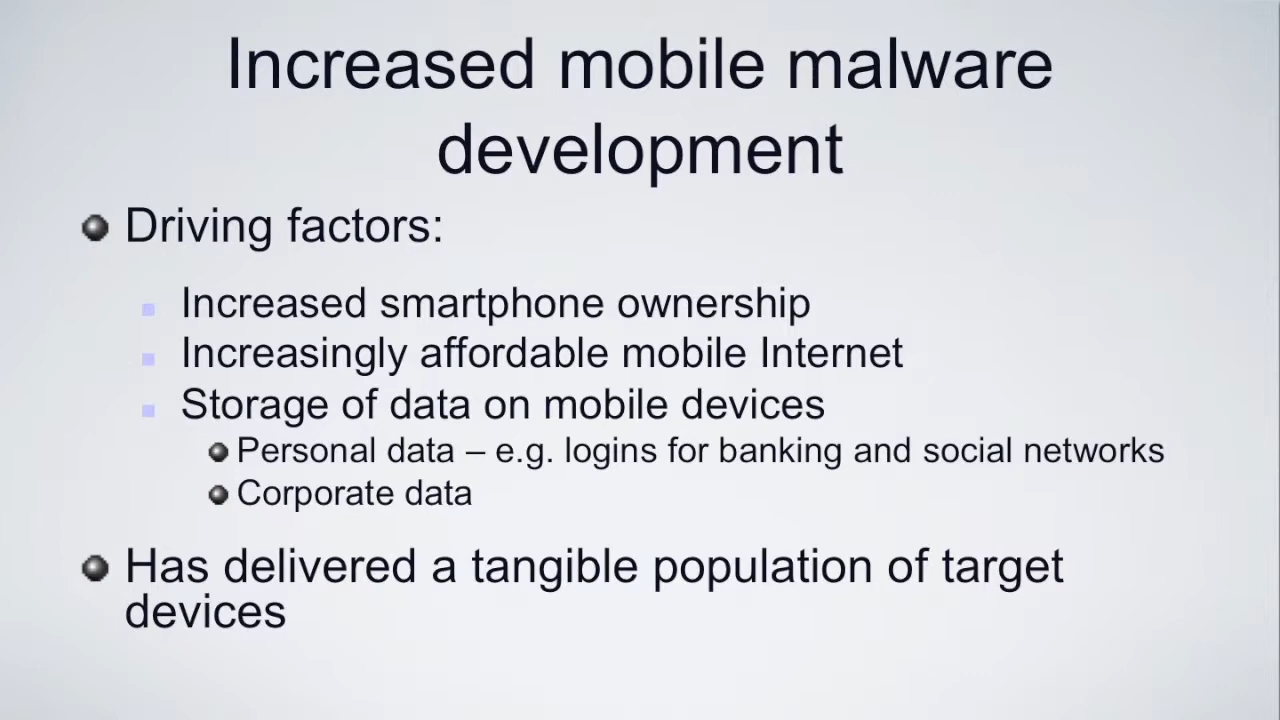 Increased mobile malware
development
Driving factors:
Increased smartphone ownership
Increasingly affordable mobile Internet
Storage of data on mobile devices
Personal data – e.g. logins for banking and social networks
Corporate data
Has delivered a tangible population of target
devices